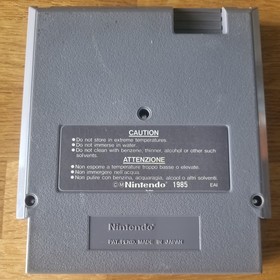 CAUTION
●Do not store in extreme temperatures.
●Do not immerse in water.
●Do not clean with benzene, thinner, alcohol or other such
solvents.
ATTENZIONE
●Non esporre a temperature troppo basse o elevate.
●Non immergere nell'acqua.
●Non pulire con benzina, acquaragia, alcool o altri solventi.
©Nintendo 1985
EAI
Nintendo
PAT. PEND. MADE IN JAPAN